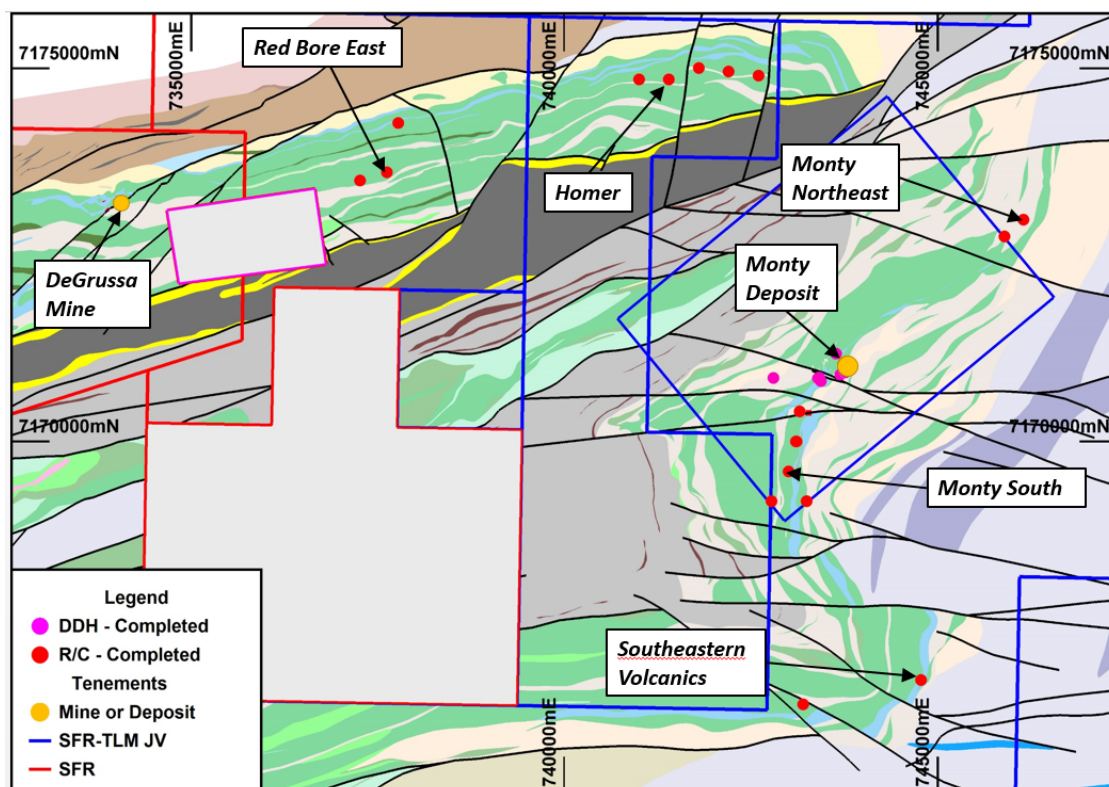 7175000mN
735000mE
Red Bore East
740000mE
745000mE
7175000mN
Monty
Northeast
Homer
DeGrussa
Mine
Monty
Deposit
7170000mN
7170000mN
Monty South
Southeastern
Volcanics
Legend
DDH - Completed
R/C - Completed
Tenements
Mine or Deposit
SFR-TLM JV
SFR
740000mE
745000mE